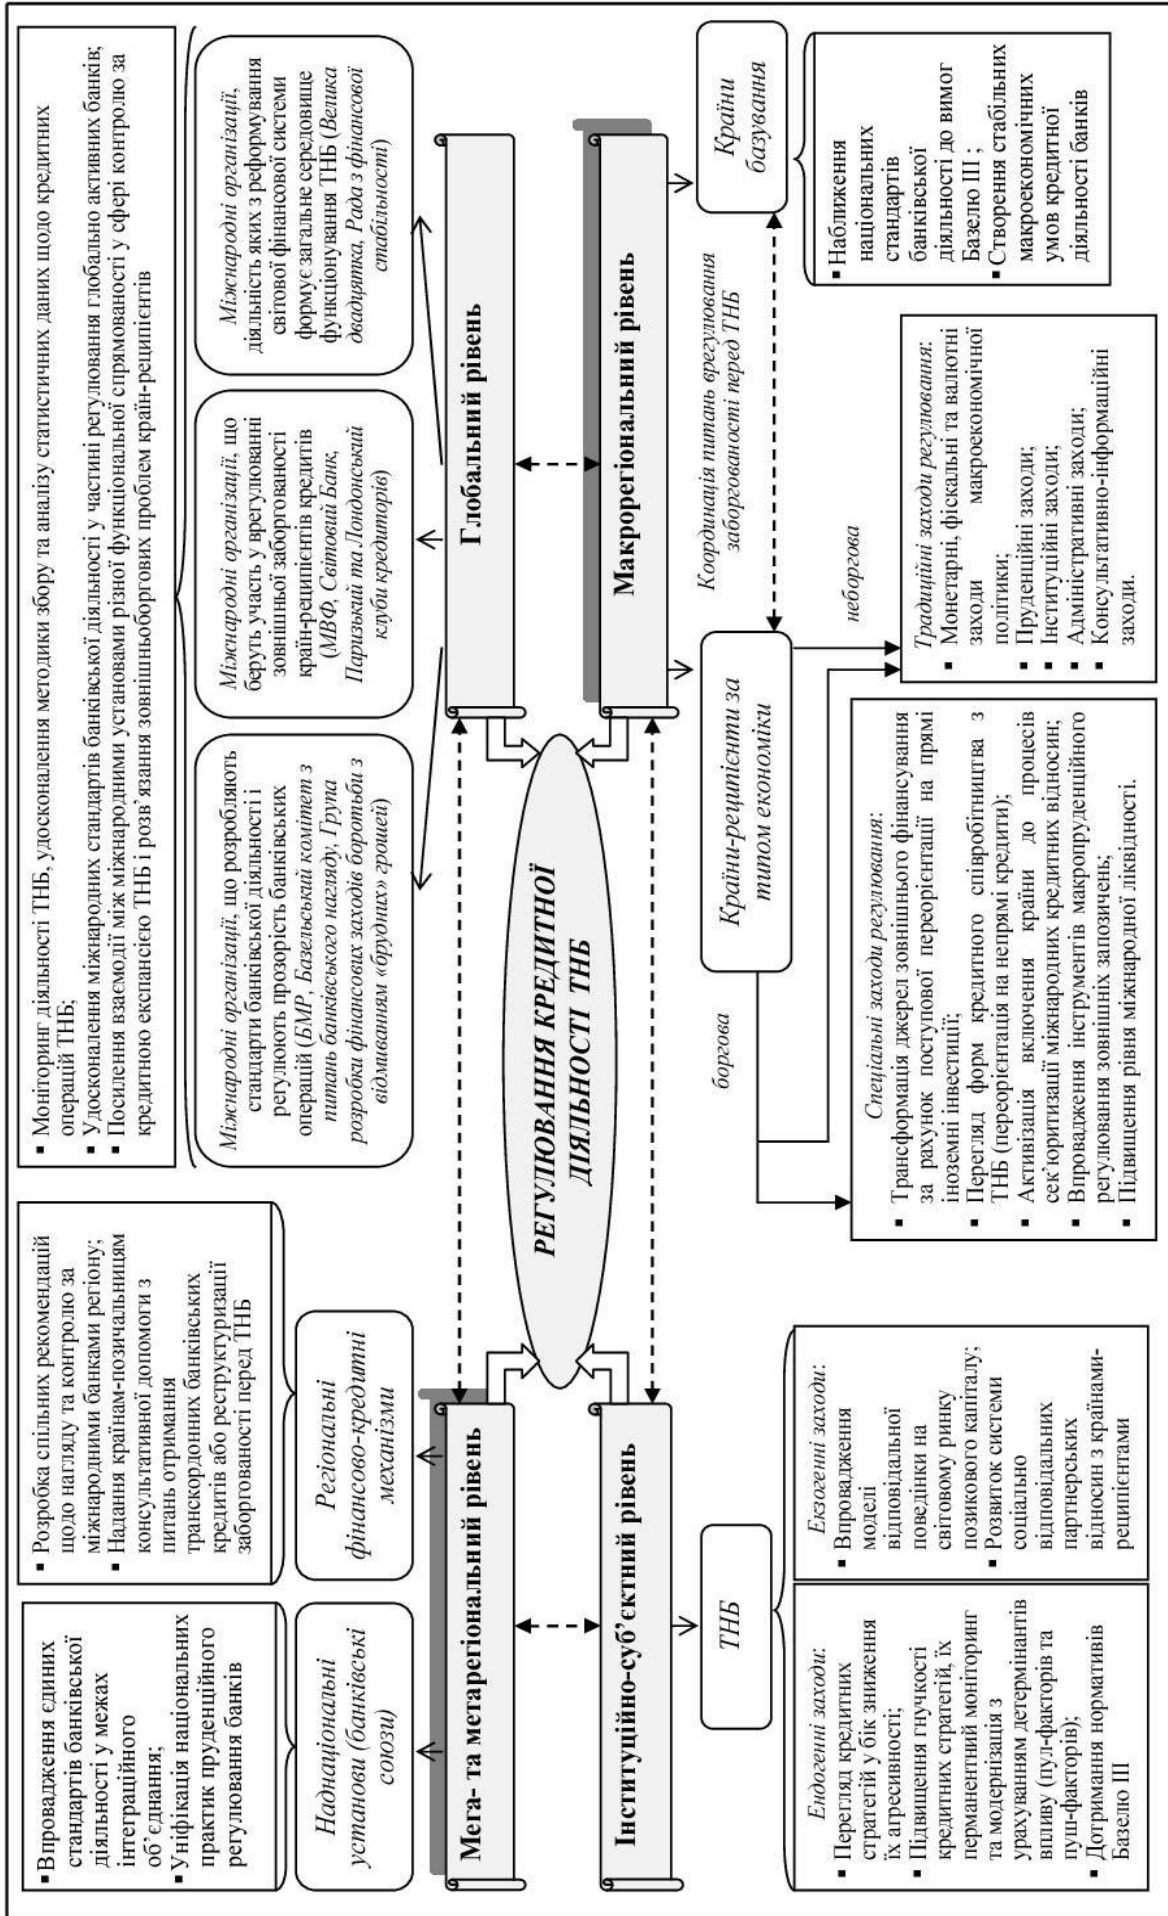 Впровадження єдиних
стандартів банківської
діяльності у межах
інтеграційного
об’єднання;
Уніфікація національних
практик пруденційного
регулювання банків
Розробка спільних рекомендацій
щодо нагляду та контролю за
міжнародними банками регіону;
Надання країнам-позичальницям
консультативної допомоги з
питань отримання
транскордонних банківських
кредитів або реструктуризації
заборгованості перед ТНБ
Моніторинг діяльності ТНБ, удосконалення методики збору та аналізу статистичних даних щодо кредитних
операцій ТНБ;
Удосконалення міжнародних стандартів банківської діяльності у частині регулювання глобально активних банків;
Посилення взаємодії між міжнародними установами різної функціональної спрямованості у сфері контролю за
кредитною експансією ТНБ і розв’язання зовнішньоборгових проблем країн-реципієнтів
Наднаціональні
установи (банківські
союзи)
Регіональні
фінансово-кредитні
механізми
Міжнародні організації, що розробляють
стандарти банківської діяльності і
регулюють прозорість банківських
операцій (БМР, Базельський комітет з
питань банківського нагляду, Група
розробки фінансових заходів боротьби з
відмиванням «брудних» грошей)
Міжнародні організації, що
беруть участь у врегулюванні
зовнішньої заборгованості
країн-реципієнтів кредитів
(МВФ, Світовий Банк,
Паризький та Лондонський
клуби кредиторів)
Міжнародні організації,
діяльність яких з реформування
світової фінансової системи
формує загальне середовище
функціонування ТНБ (Велика
двадцятка, Рада з фінансової
стабільності)
Мега- та метарегіональний рівень
Глобальний рівень
РЕГУЛЮВАННЯ КРЕДИТНОЇ
ДІЯЛЬНОСТІ ТНБ
Інституційно-суб’єктний рівень
Макрорегіональний рівень
ТНБ
Країни-реципієнти за
типом економіки
Координація питань врегулювання
заборгованості перед ТНБ
Країни
базування
боргова
неборгова
Ендогенні заходи:
Перегляд кредитних
стратегій у бік зниження
їх агресивності;
Підвищення гнучкості
кредитних стратегій, їх
перманентний моніторинг
та модернізація з
урахуванням детермінантів
впливу (пул-факторів та
пуш-факторів);
Дотримання нормативів
Базелю ІІІ
Екзогенні заходи:
Впровадження
моделі
відповідальної
поведінки на
світовому ринку
позикового капіталу;
Розвиток системи
соціально
відповідальних
партнерських
відносин з країнами-
реципієнтами
Спеціальні заходи регулювання:
Трансформація джерел зовнішнього фінансування
за рахунок поступової переорієнтації на прямі
іноземні інвестиції;
Перегляд форм кредитного співробітництва з
ТНБ (переорієнтація на непрямі кредити);
Активізація включення країни до процесів
сек’юритизації міжнародних кредитних відносин;
Впровадження інструментів макропруденційного
регулювання зовнішніх запозичень;
Підвищення рівня міжнародної ліквідності.
Традиційні заходи регулювання:
Монетарні, фіскальні та валютні
заходи макроекономічної
політики;
Пруденційні заходи;
Інституційні заходи;
Адміністративні заходи;
Консультативно-інформаційні
заходи.
Наближення
національних
стандартів
банківської
діяльності до вимог
Базелю ІІІ ;
Створення стабільних
макроекономічних
умов кредитної
діяльності банків